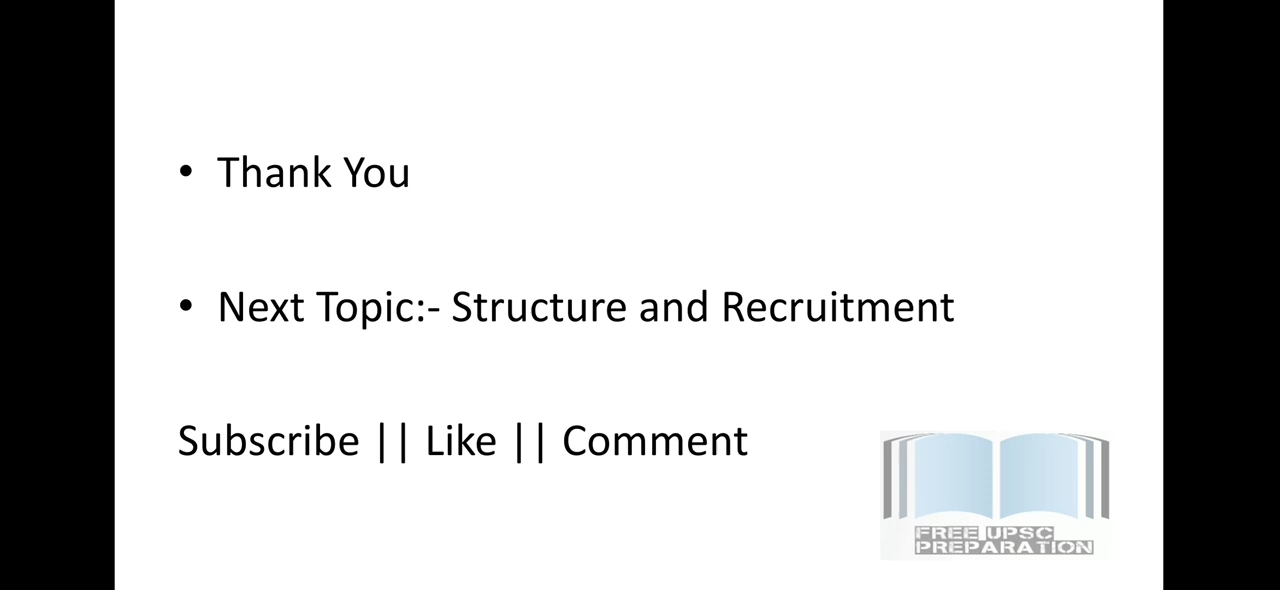 • Thank You
• Next Topic:- Structure and Recruitment
Subscribe || Like || Comment
FREE UPSC
PREPARATION